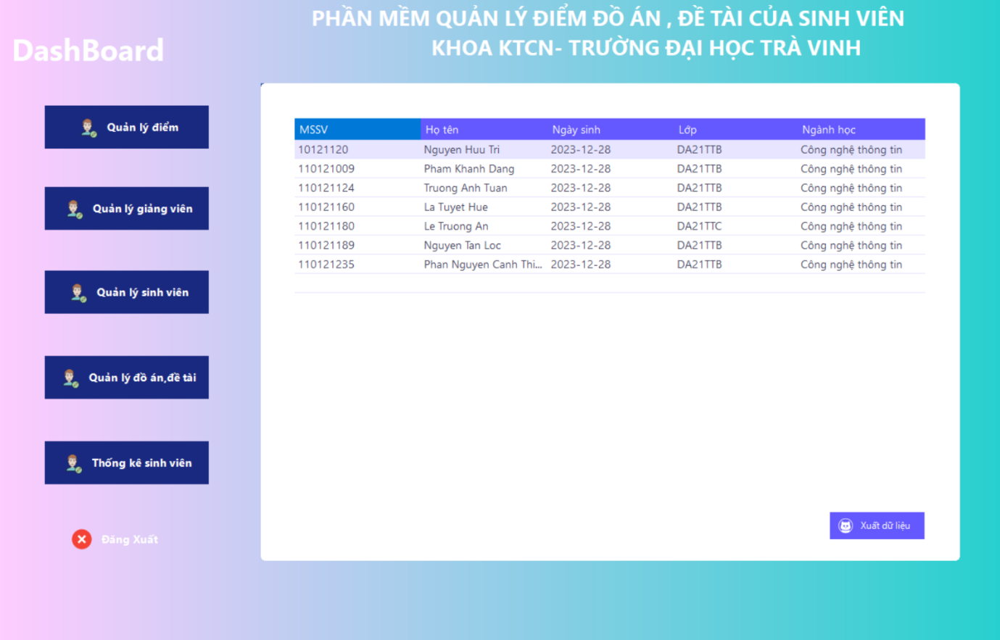 PHẦN MỀM QUẢN LÝ ĐIỂM ĐỒ ÁN , ĐỀ TÀI CỦA SINH VIÊN
KHOA KTCN- TRƯỜNG ĐẠI HỌC TRÀ VINH
DashBoard
Quản lý điểm
Quản lý giảng viên
Quản lý sinh viên
Quản lý đồ án,đề tài
Thống kê sinh viên
Đăng Xuất
MSSV Họ tên Ngày sinh Lớp Ngành học
10121120 Nguyen Huu Tri 2023-12-28 DA21TTB Công nghệ thông tin
110121009 Pham Khanh Dang 2023-12-28 DA21TTB Công nghệ thông tin
110121124 Truong Anh Tuan 2023-12-28 DA21TTB Công nghệ thông tin
110121160 La Tuyet Hue 2023-12-28 DA21TTB Công nghệ thông tin
110121180 Le Truong An 2023-12-28 DA21TTC Công nghệ thông tin
110121189 Nguyen Tan Loc 2023-12-28 DA21TTB Công nghệ thông tin
110121235 Phan Nguyen Canh Thi... 2023-12-28 DA21TTB Công nghệ thông tin
Xuất dữ liệu